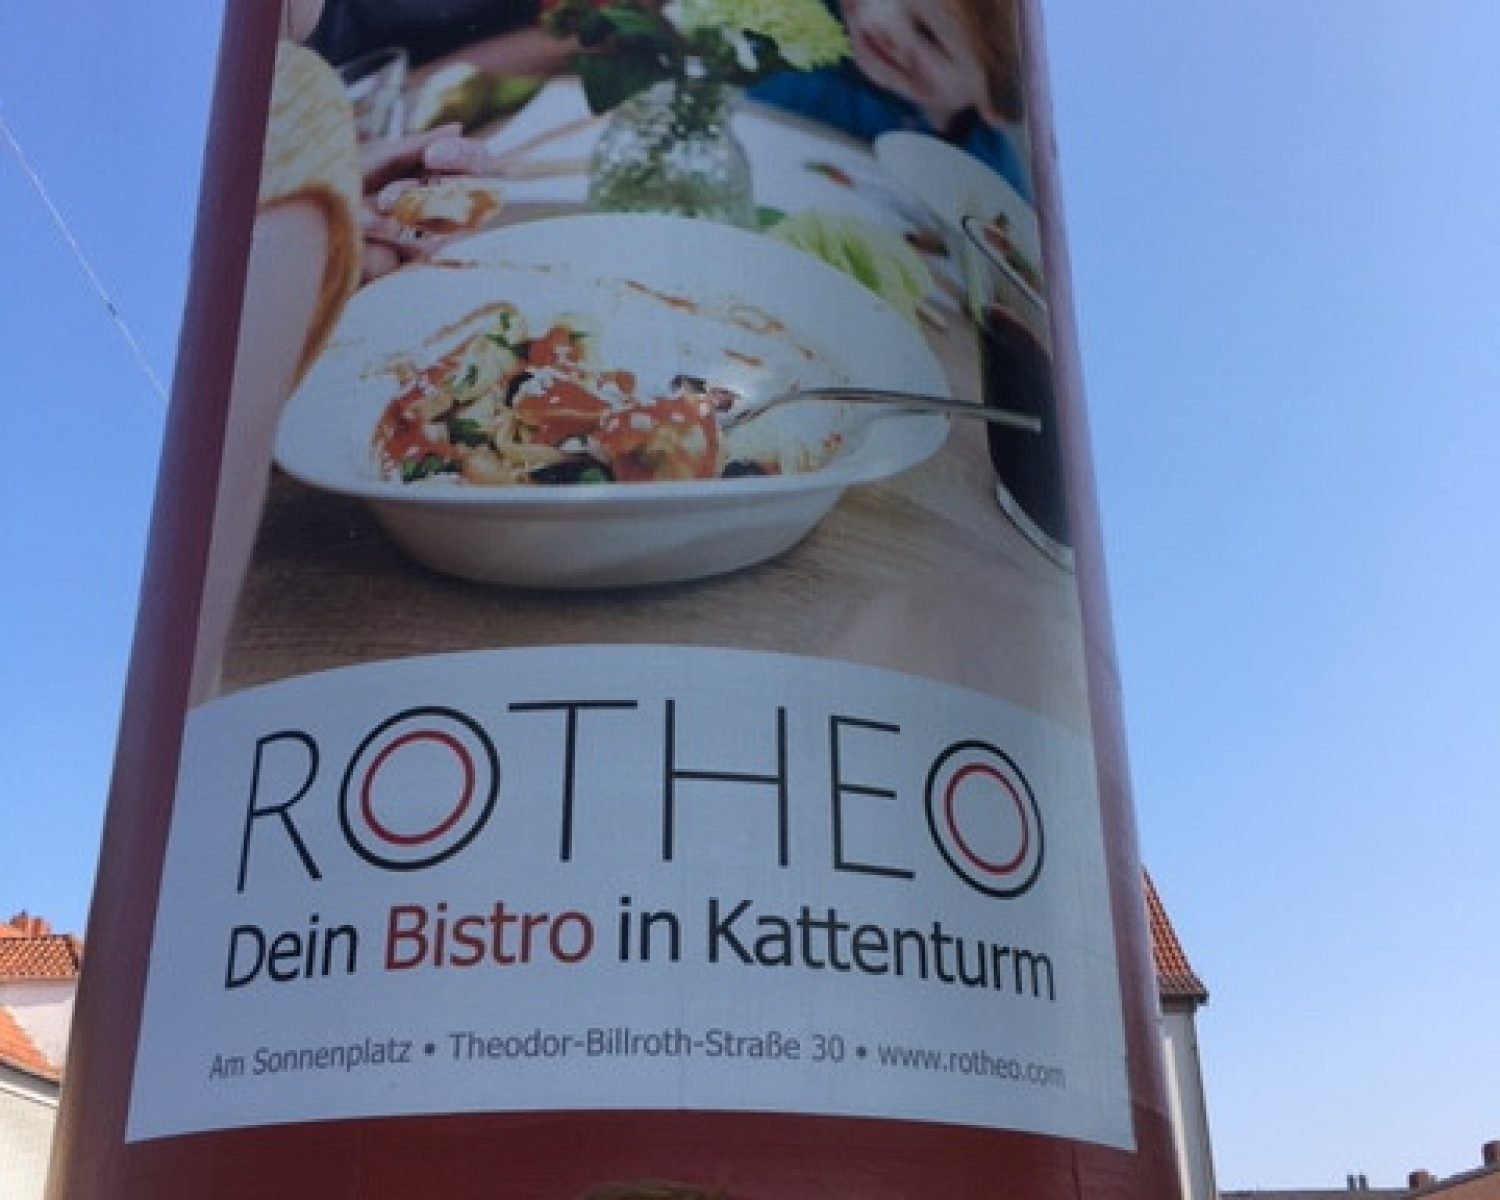 ROTHEO
Dein Bistro in Kattenturm
Am Sonnenplatz • Theodor-Billroth-Straße 30 • www.rotheo.com